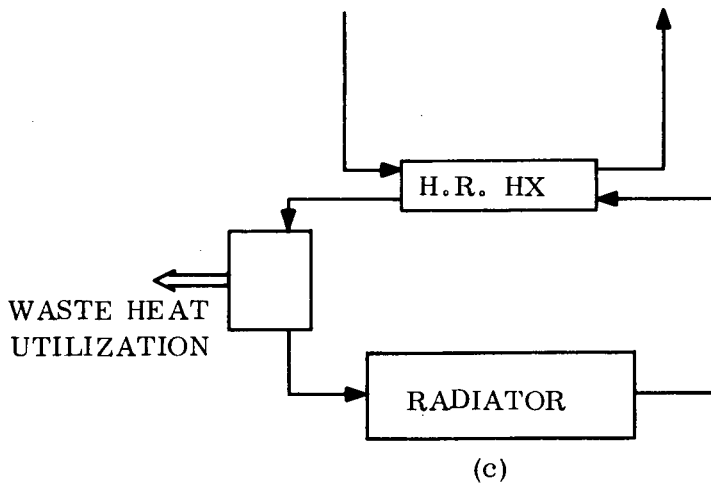 H.R. HX
WASTE HEAT
UTILIZATION
RADIATOR
(c)